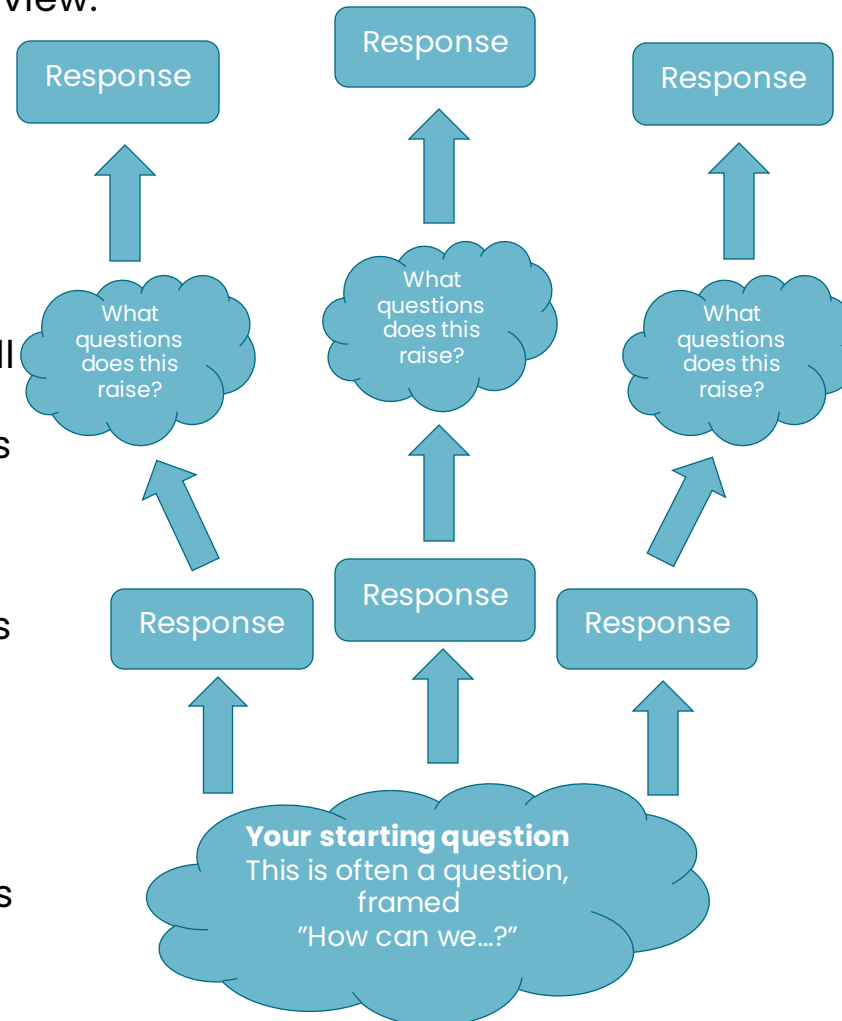 view.
Response
Response
Response
What
questions
does this
raise?
What
questions
does this
raise?
What
questions
does this
raise?
ll
s
s
Response
Response
Response
s
Your starting question
This is often a question,
framed
”How can we...?”